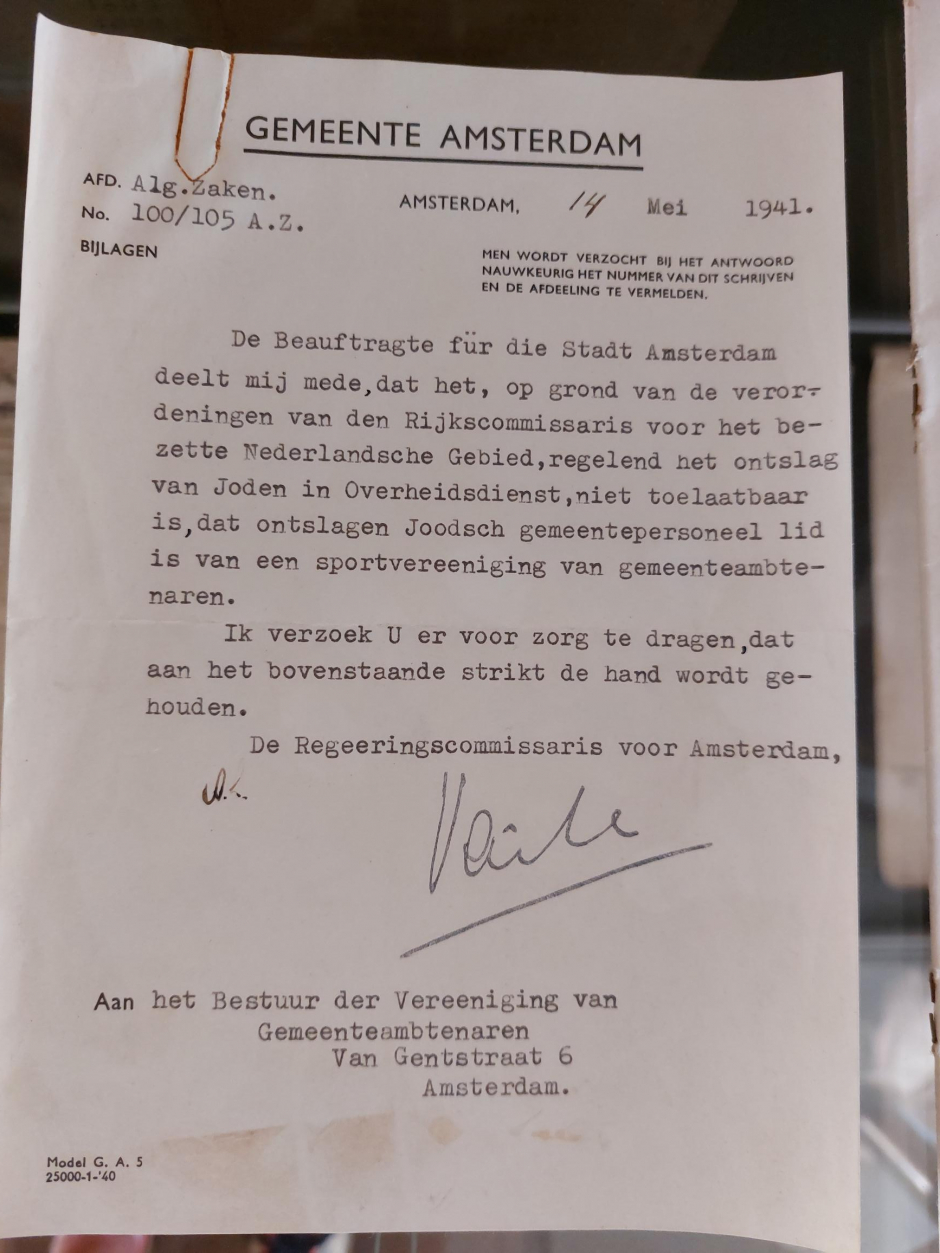 GEMEENTE AMSTERDAM
AFD. Alg.Zaken.
No. 100/105 A.Z.
AMSTERDAM, 14 Mei 1941.
BIJLAGEN
MEN WORDT VERZOCHT BIJ HET ANTWOORD
NAUWKEURIG HET NUMMER VAN DIT SCHRIJVEN
EN DE AFDEELING TE VERMELDEN.
De Beauftragte für die Stadt Amsterdam
deelt mij mede,dat het, op grond van de veror-
deningen van den Rijkscommissaris voor het be-
zette Nederlandsche Gebied,regelend het ontslag
van Joden in Overheidsdienst,niet toelaatbaar
is,dat ontslagen Joodsch gemeentepersoneel lid
is van een sportvereeniging van gemeenteambte-
naren.
Ik verzoek U er voor zorg te dragen,dat
aan het bovenstaande strikt de hand wordt ge-
houden.
De Regeeringscommissaris voor Amsterdam,
Aan het Bestuur der Vereeniging van
Gemeenteambtenaren
Van Gentstraat 6
Amsterdam.
Model G. A. 5
25000-1-'40